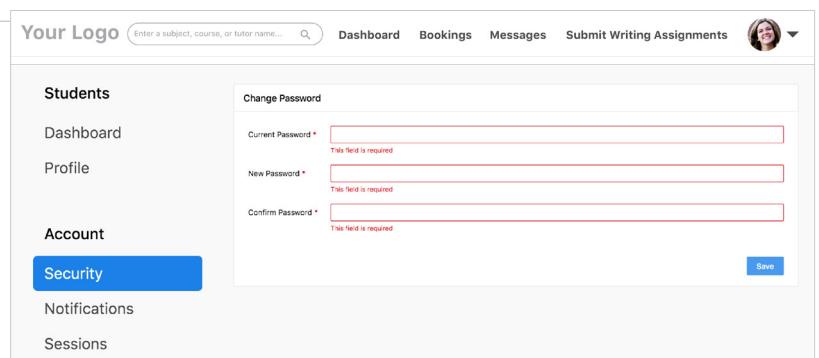 Your Logo
Enter a subject, course, or tutor name...
Dashboard
Bookings
Messages
Submit Writing Assignments
Students
Dashboard
Profile
Account
Security
Notifications
Sessions
Change Password
Current Password *
This field is required
New Password *
This field is required
Confirm Password *
This field is required
Save